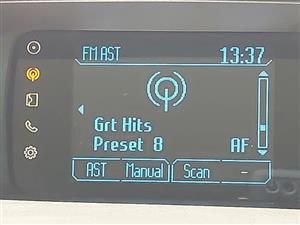 FM AST 13:37
Grt Hits
Preset 8 AF
AST Manual Scan -